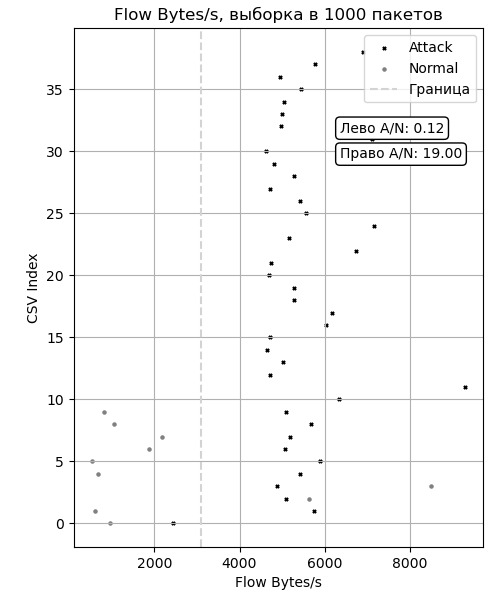 Flow Bytes/s, выборка в 1000 пакетов
Attack
Normal
Граница
Лево A/N: 0.12
Право A/N: 19.00
35
30
25
20
15
10
5
0
CSV Index
2000
4000
6000
8000
Flow Bytes/s